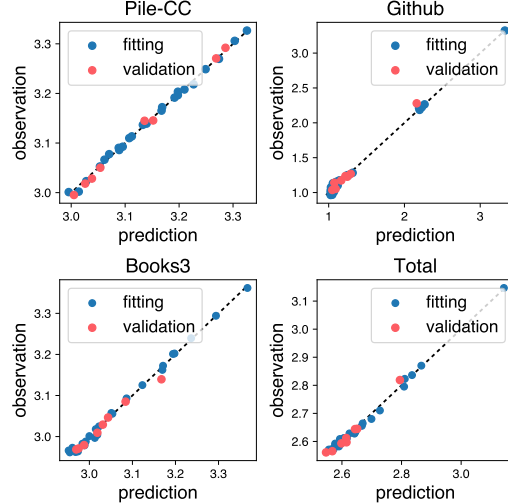 Pile-CC
observation
3.3
3.2
3.1
3.0
fitting
validation
3.0 3.1 3.2 3.3
prediction
Github
observation
3.0
2.5
2.0
1.5
1.0
fitting
validation
1 2 3
prediction
Books3
observation
3.3
3.2
3.1
3.0
fitting
validation
3.0 3.1 3.2 3.3
prediction
Total
observation
3.1
3.0
2.9
2.8
2.7
2.6
fitting
validation
2.6 2.8 3.0
prediction